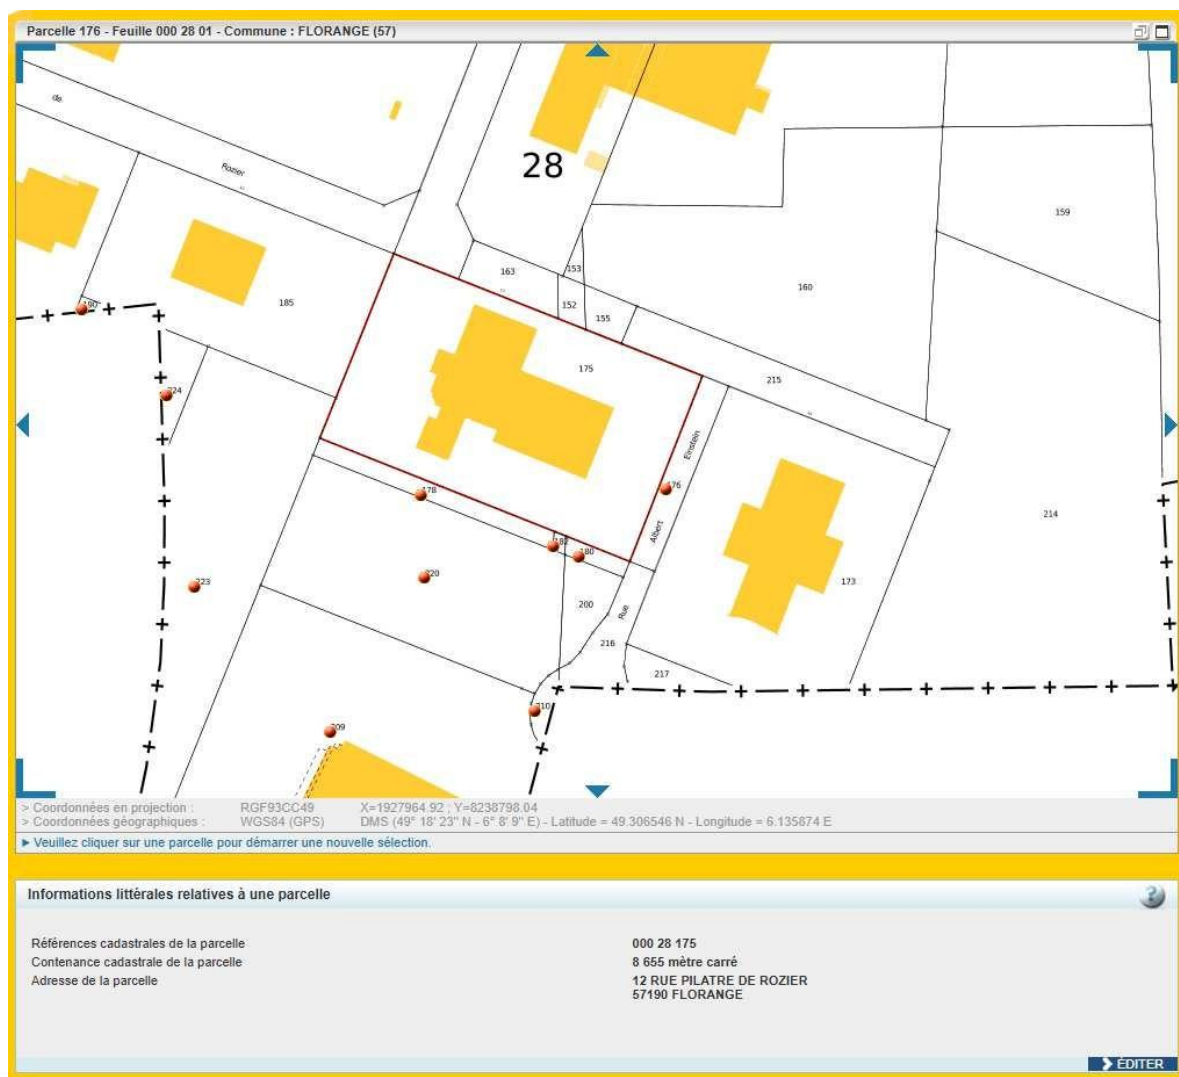 Parcelle 176 - Feuille 000 28 01 - Commune : FLORANGE (57)
de
Rozier
28
159
163
153
160
190
185
152
155
175
215
224
Einstein
178
176
214
Albert
182
180
223
220
173
200
Rue
216
217
210
209
> Coordonnées en projection : RGF93CC49 X=1927964.92 ; Y=8238798.04
> Coordonnées géographiques : WGS84 (GPS) DMS (49° 18' 23" N - 6° 8' 9" E) - Latitude = 49.306546 N - Longitude = 6.135874 E
Veuillez cliquer sur une parcelle pour démarrer une nouvelle sélection.
Informations littérales relatives à une parcelle
?
Références cadastrales de la parcelle 000 28 175
Contenance cadastrale de la parcelle 8 655 mètre carré
Adresse de la parcelle 12 RUE PILATRE DE ROZIER
57190 FLORANGE
ÉDITER